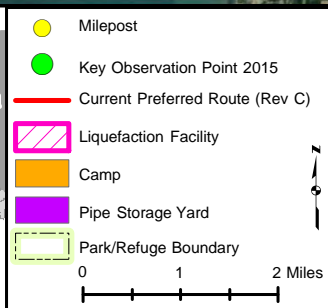 Milepost
Key Observation Point 2015
Current Preferred Route (Rev C)
Liquefaction Facility
Camp
Pipe Storage Yard
Park/Refuge Boundary
0 1 2 Miles
Z